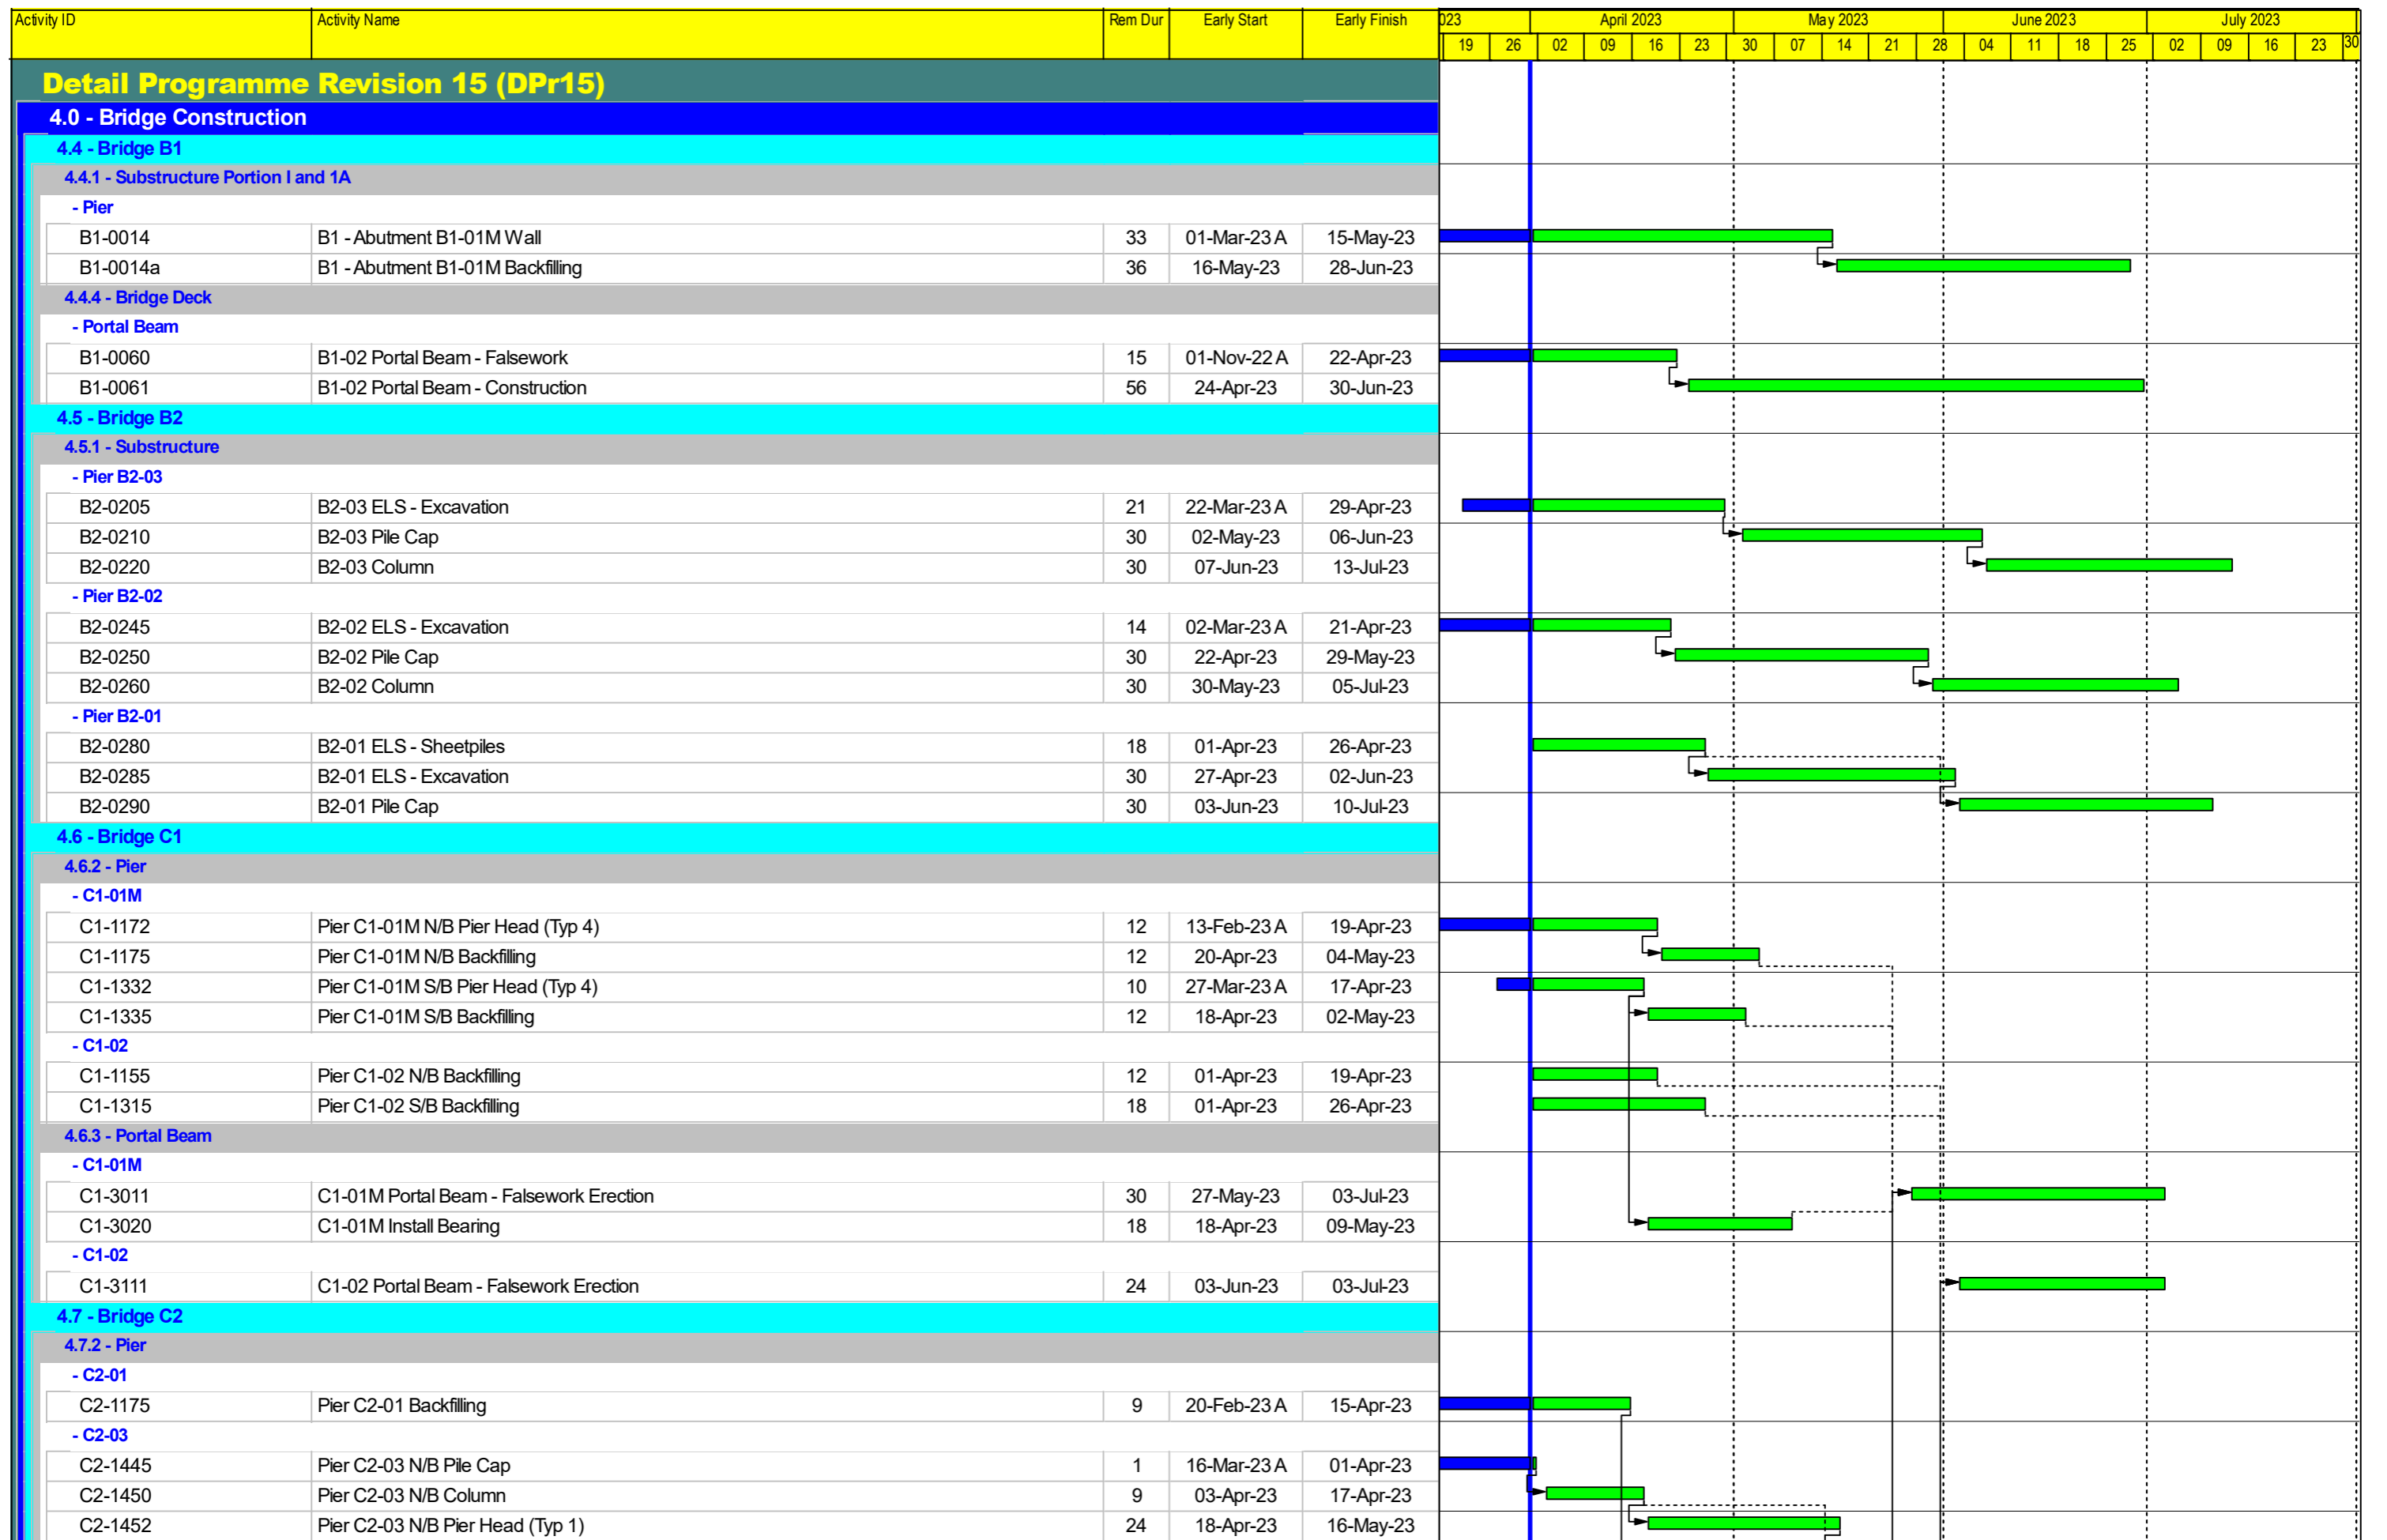 Activity ID Activity Name Rem Dur Early Start Early Finish 023 April 2023 May 2023 June 2023 July 2023
19 26 02 09 16 23 30 07 14 21 28 04 11 18 25 02 09 16 23 30
Detail Programme Revision 15 (DPr15)
4.0 - Bridge Construction
4.4 - Bridge B1
4.4.1 - Substructure Portion I and 1A
- Pier
B1-0014 B1 - Abutment B1-01M Wall 33 01-Mar-23 A 15-May-23
B1-0014a B1 - Abutment B1-01M Backfilling 36 16-May-23 28-Jun-23
4.4.4 - Bridge Deck
- Portal Beam
B1-0060 B1-02 Portal Beam - Falsework 15 01-Nov-22 A 22-Apr-23
B1-0061 B1-02 Portal Beam - Construction 56 24-Apr-23 30-Jun-23
4.5 - Bridge B2
4.5.1 - Substructure
- Pier B2-03
B2-0205 B2-03 ELS - Excavation 21 22-Mar-23 A 29-Apr-23
B2-0210 B2-03 Pile Cap 30 02-May-23 06-Jun-23
B2-0220 B2-03 Column 30 07-Jun-23 13-Jul-23
- Pier B2-02
B2-0245 B2-02 ELS - Excavation 14 02-Mar-23 A 21-Apr-23
B2-0250 B2-02 Pile Cap 30 22-Apr-23 29-May-23
B2-0260 B2-02 Column 30 30-May-23 05-Jul-23
- Pier B2-01
B2-0280 B2-01 ELS - Sheetpiles 18 01-Apr-23 26-Apr-23
B2-0285 B2-01 ELS - Excavation 30 27-Apr-23 02-Jun-23
B2-0290 B2-01 Pile Cap 30 03-Jun-23 10-Jul-23
4.6 - Bridge C1
4.6.2 - Pier
- C1-01M
C1-1172 Pier C1-01M N/B Pier Head (Typ 4) 12 13-Feb-23 A 19-Apr-23
C1-1175 Pier C1-01M N/B Backfilling 12 20-Apr-23 04-May-23
C1-1332 Pier C1-01M S/B Pier Head (Typ 4) 10 27-Mar-23 A 17-Apr-23
C1-1335 Pier C1-01M S/B Backfilling 12 18-Apr-23 02-May-23
- C1-02
C1-1155 Pier C1-02 N/B Backfilling 12 01-Apr-23 19-Apr-23
C1-1315 Pier C1-02 S/B Backfilling 18 01-Apr-23 26-Apr-23
4.6.3 - Portal Beam
- C1-01M
C1-3011 C1-01M Portal Beam - Falsework Erection 30 27-May-23 03-Jul-23
C1-3020 C1-01M Install Bearing 18 18-Apr-23 09-May-23
- C1-02
C1-3111 C1-02 Portal Beam - Falsework Erection 24 03-Jun-23 03-Jul-23
4.7 - Bridge C2
4.7.2 - Pier
- C2-01
C2-1175 Pier C2-01 Backfilling 9 20-Feb-23 A 15-Apr-23
- C2-03
C2-1445 Pier C2-03 N/B Pile Cap 1 16-Mar-23 A 01-Apr-23
C2-1450 Pier C2-03 N/B Column 9 03-Apr-23 17-Apr-23
C2-1452 Pier C2-03 N/B Pier Head (Typ 1) 24 18-Apr-23 16-May-23